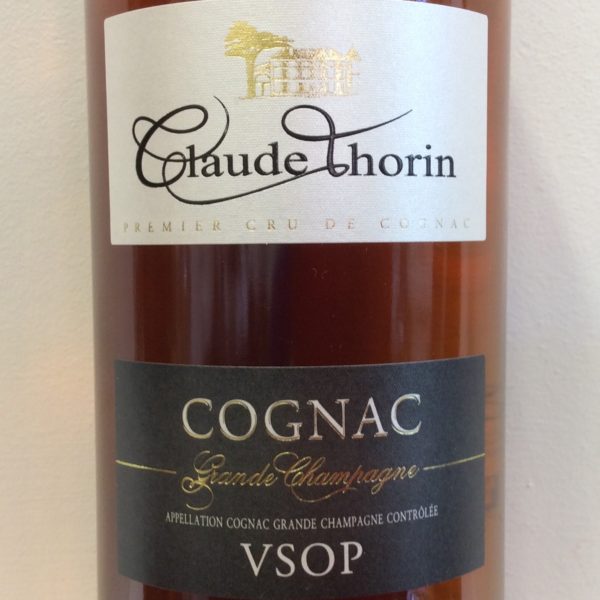 Claude Thorin
PREMIER CRU DE COGNAC
COGNAC
Grande Champagne
APPELLATION COGNAC GRANDE CHAMPAGNE CONTRÔLÉE
VSOP